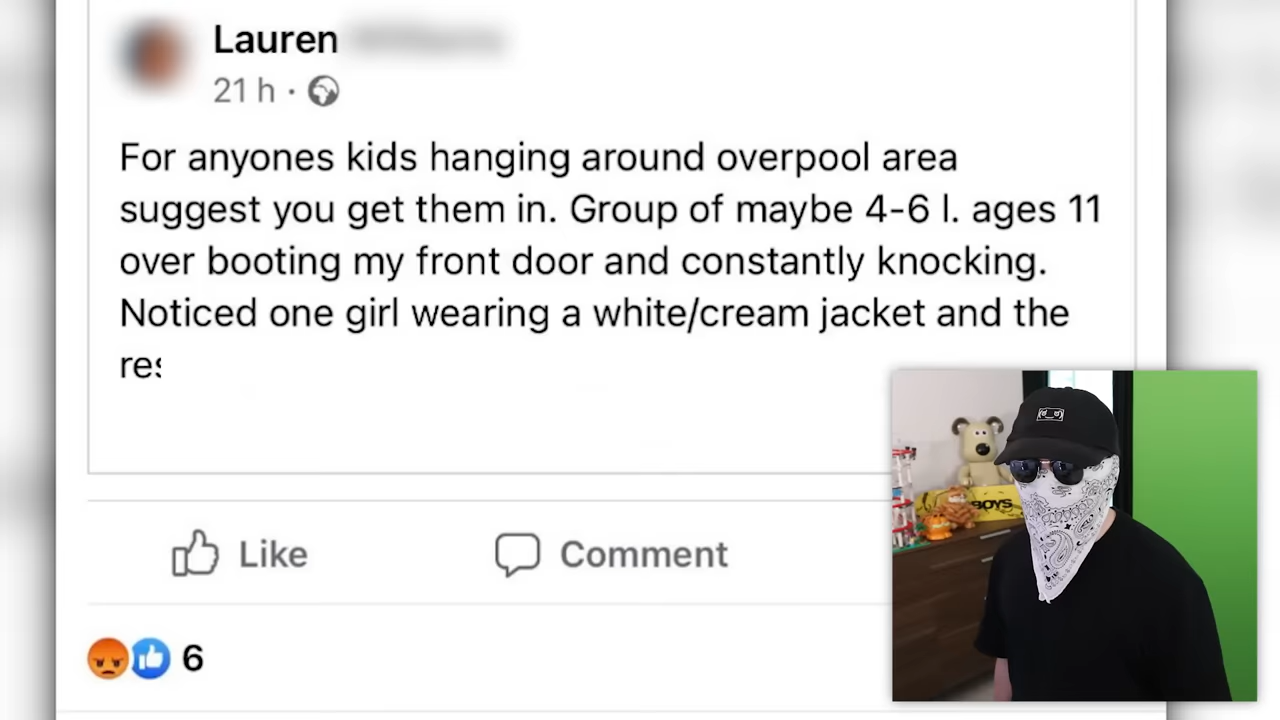 Lauren
21 h ·
For anyones kids hanging around overpool area
suggest you get them in. Group of maybe 4-6 l. ages 11
over booting my front door and constantly knocking.
Noticed one girl wearing a white/cream jacket and the
res
Like
Comment
6
BOYS